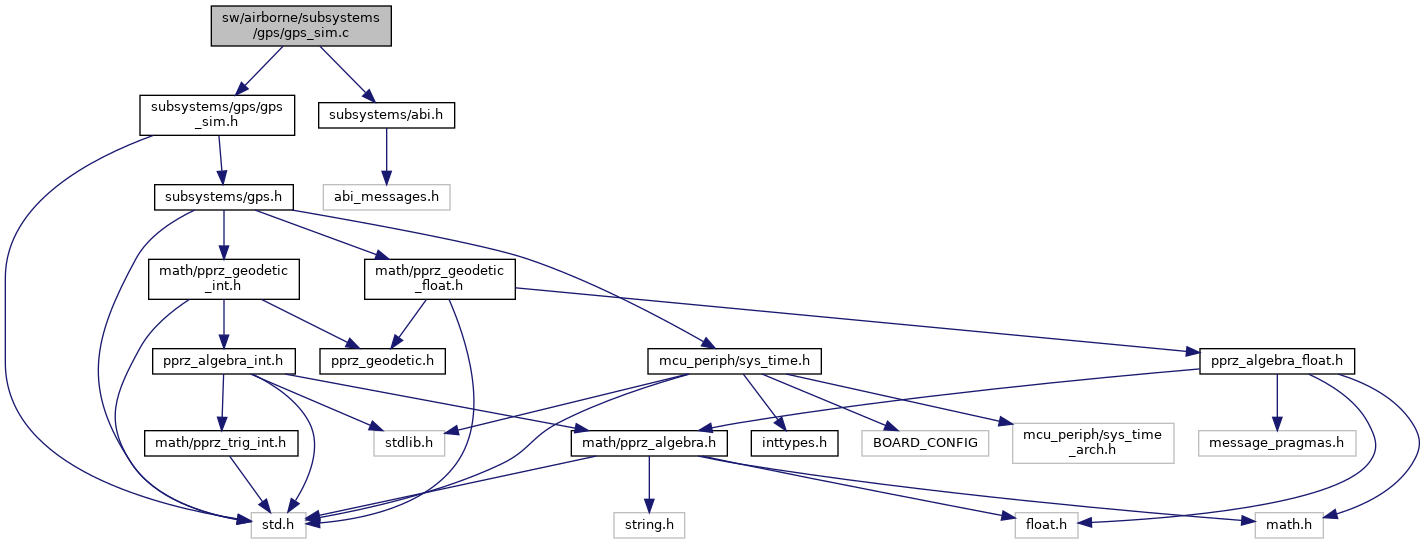 sw/airborne/subsystems
/gps/gps_sim.c
subsystems/gps/gps
_sim.h
subsystems/abi.h
subsystems/gps.h
abi_messages.h
math/pprz_geodetic
_int.h
math/pprz_geodetic
_float.h
pprz_algebra_int.h
pprz_geodetic.h
mcu_periph/sys_time.h
pprz_algebra_float.h
math/pprz_trig_int.h
stdlib.h
math/pprz_algebra.h
inttypes.h
BOARD_CONFIG
mcu_periph/sys_time
_arch.h
message_pragmas.h
std.h
string.h
float.h
math.h